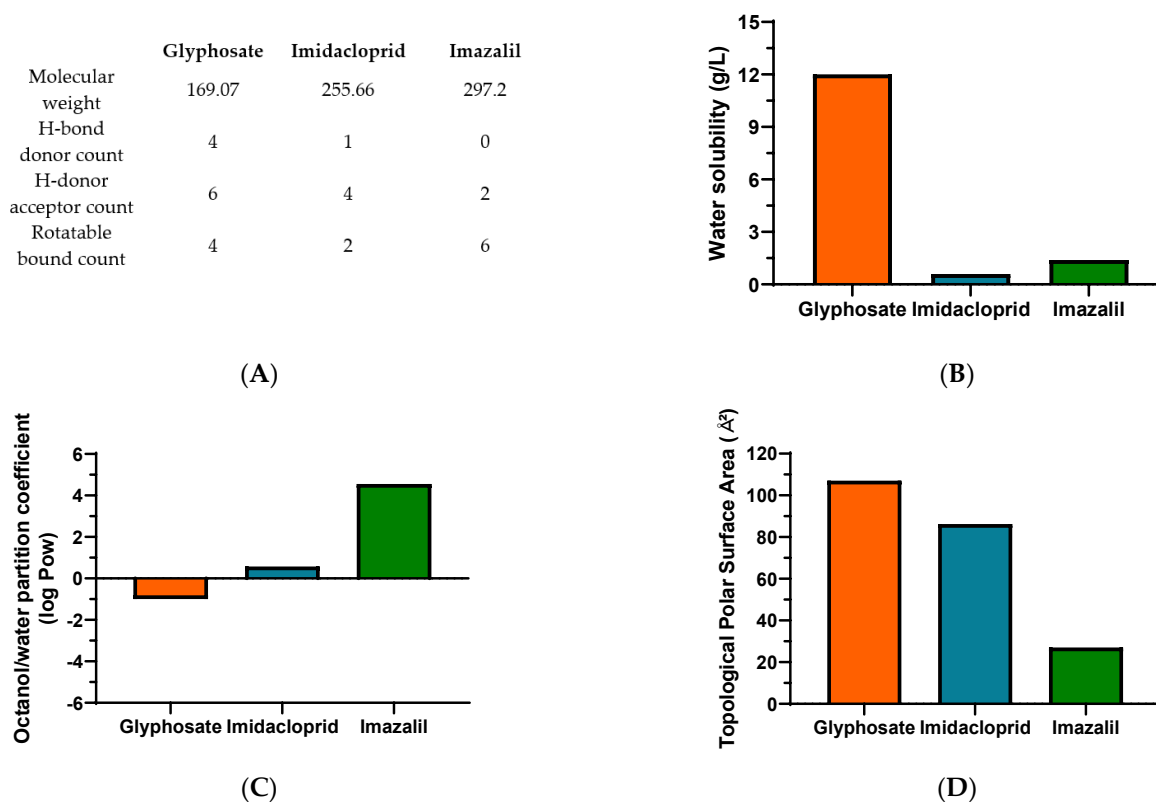 Glyphosate Imidacloprid Imazalil
Molecular
weight
169.07 255.66 297.2
H-bond
donor count
4 1 0
H-donor
acceptor count
6 4 2
Rotatable
bound count
4 2 6
(A)
Water solubility (g/L)
15
12
9
6
3
0
Glyphosate Imidacloprid Imazalil
(B)
Octanol/water partition coefficient
(log Pow)
6
4
2
0
-2
-4
-6
Glyphosate Imidacloprid Imazalil
(C)
Topological Polar Surface Area (Å²)
120
100
80
60
40
20
0
Glyphosate Imidacloprid Imazalil
(D)